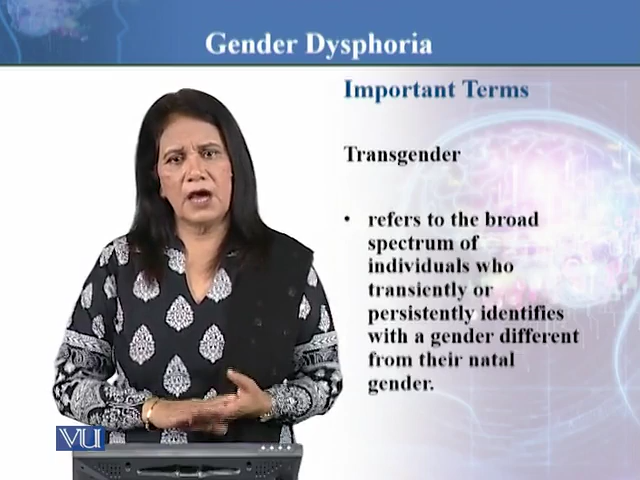 Gender Dysphoria
Important Terms
Transgender
• refers to the broad
spectrum of
individuals who
transiently or
persistently identifies
with a gender different
from their natal
gender.
VU